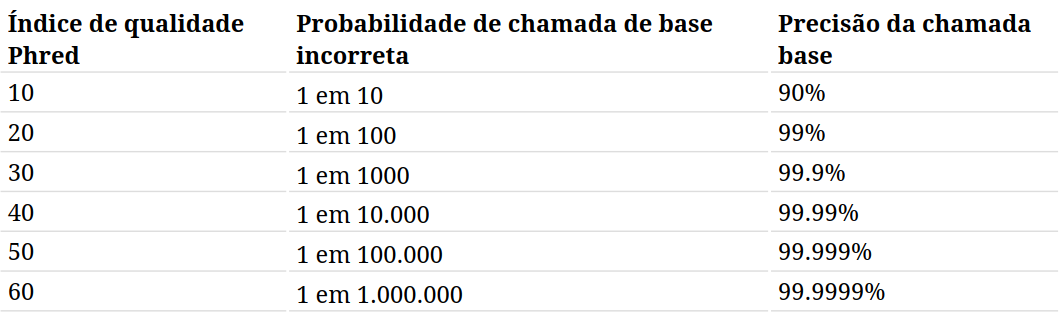 Índice de qualidade Probabilidade de chamada de base Precisão da chamada
Phred incorreta base
10 1 em 10 90%
20 1 em 100 99%
30 1 em 1000 99.9%
40 1 em 10.000 99.99%
50 1 em 100.000 99.999%
60 1 em 1.000.000 99.9999%